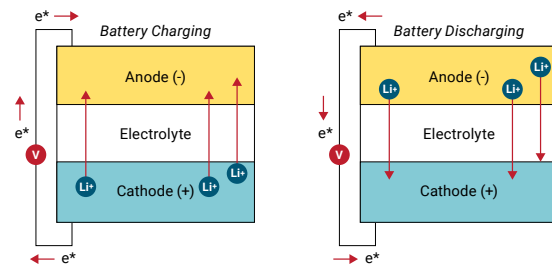 Battery Charging
e*
Anode (-)
e*
Electrolyte
V
Li+
Cathode (+)
Li+
Li+
e*
Battery Discharging
e*
Anode (-)
Li+
Li+
Li+
e*
Electrolyte
V
Cathode (+)
e*